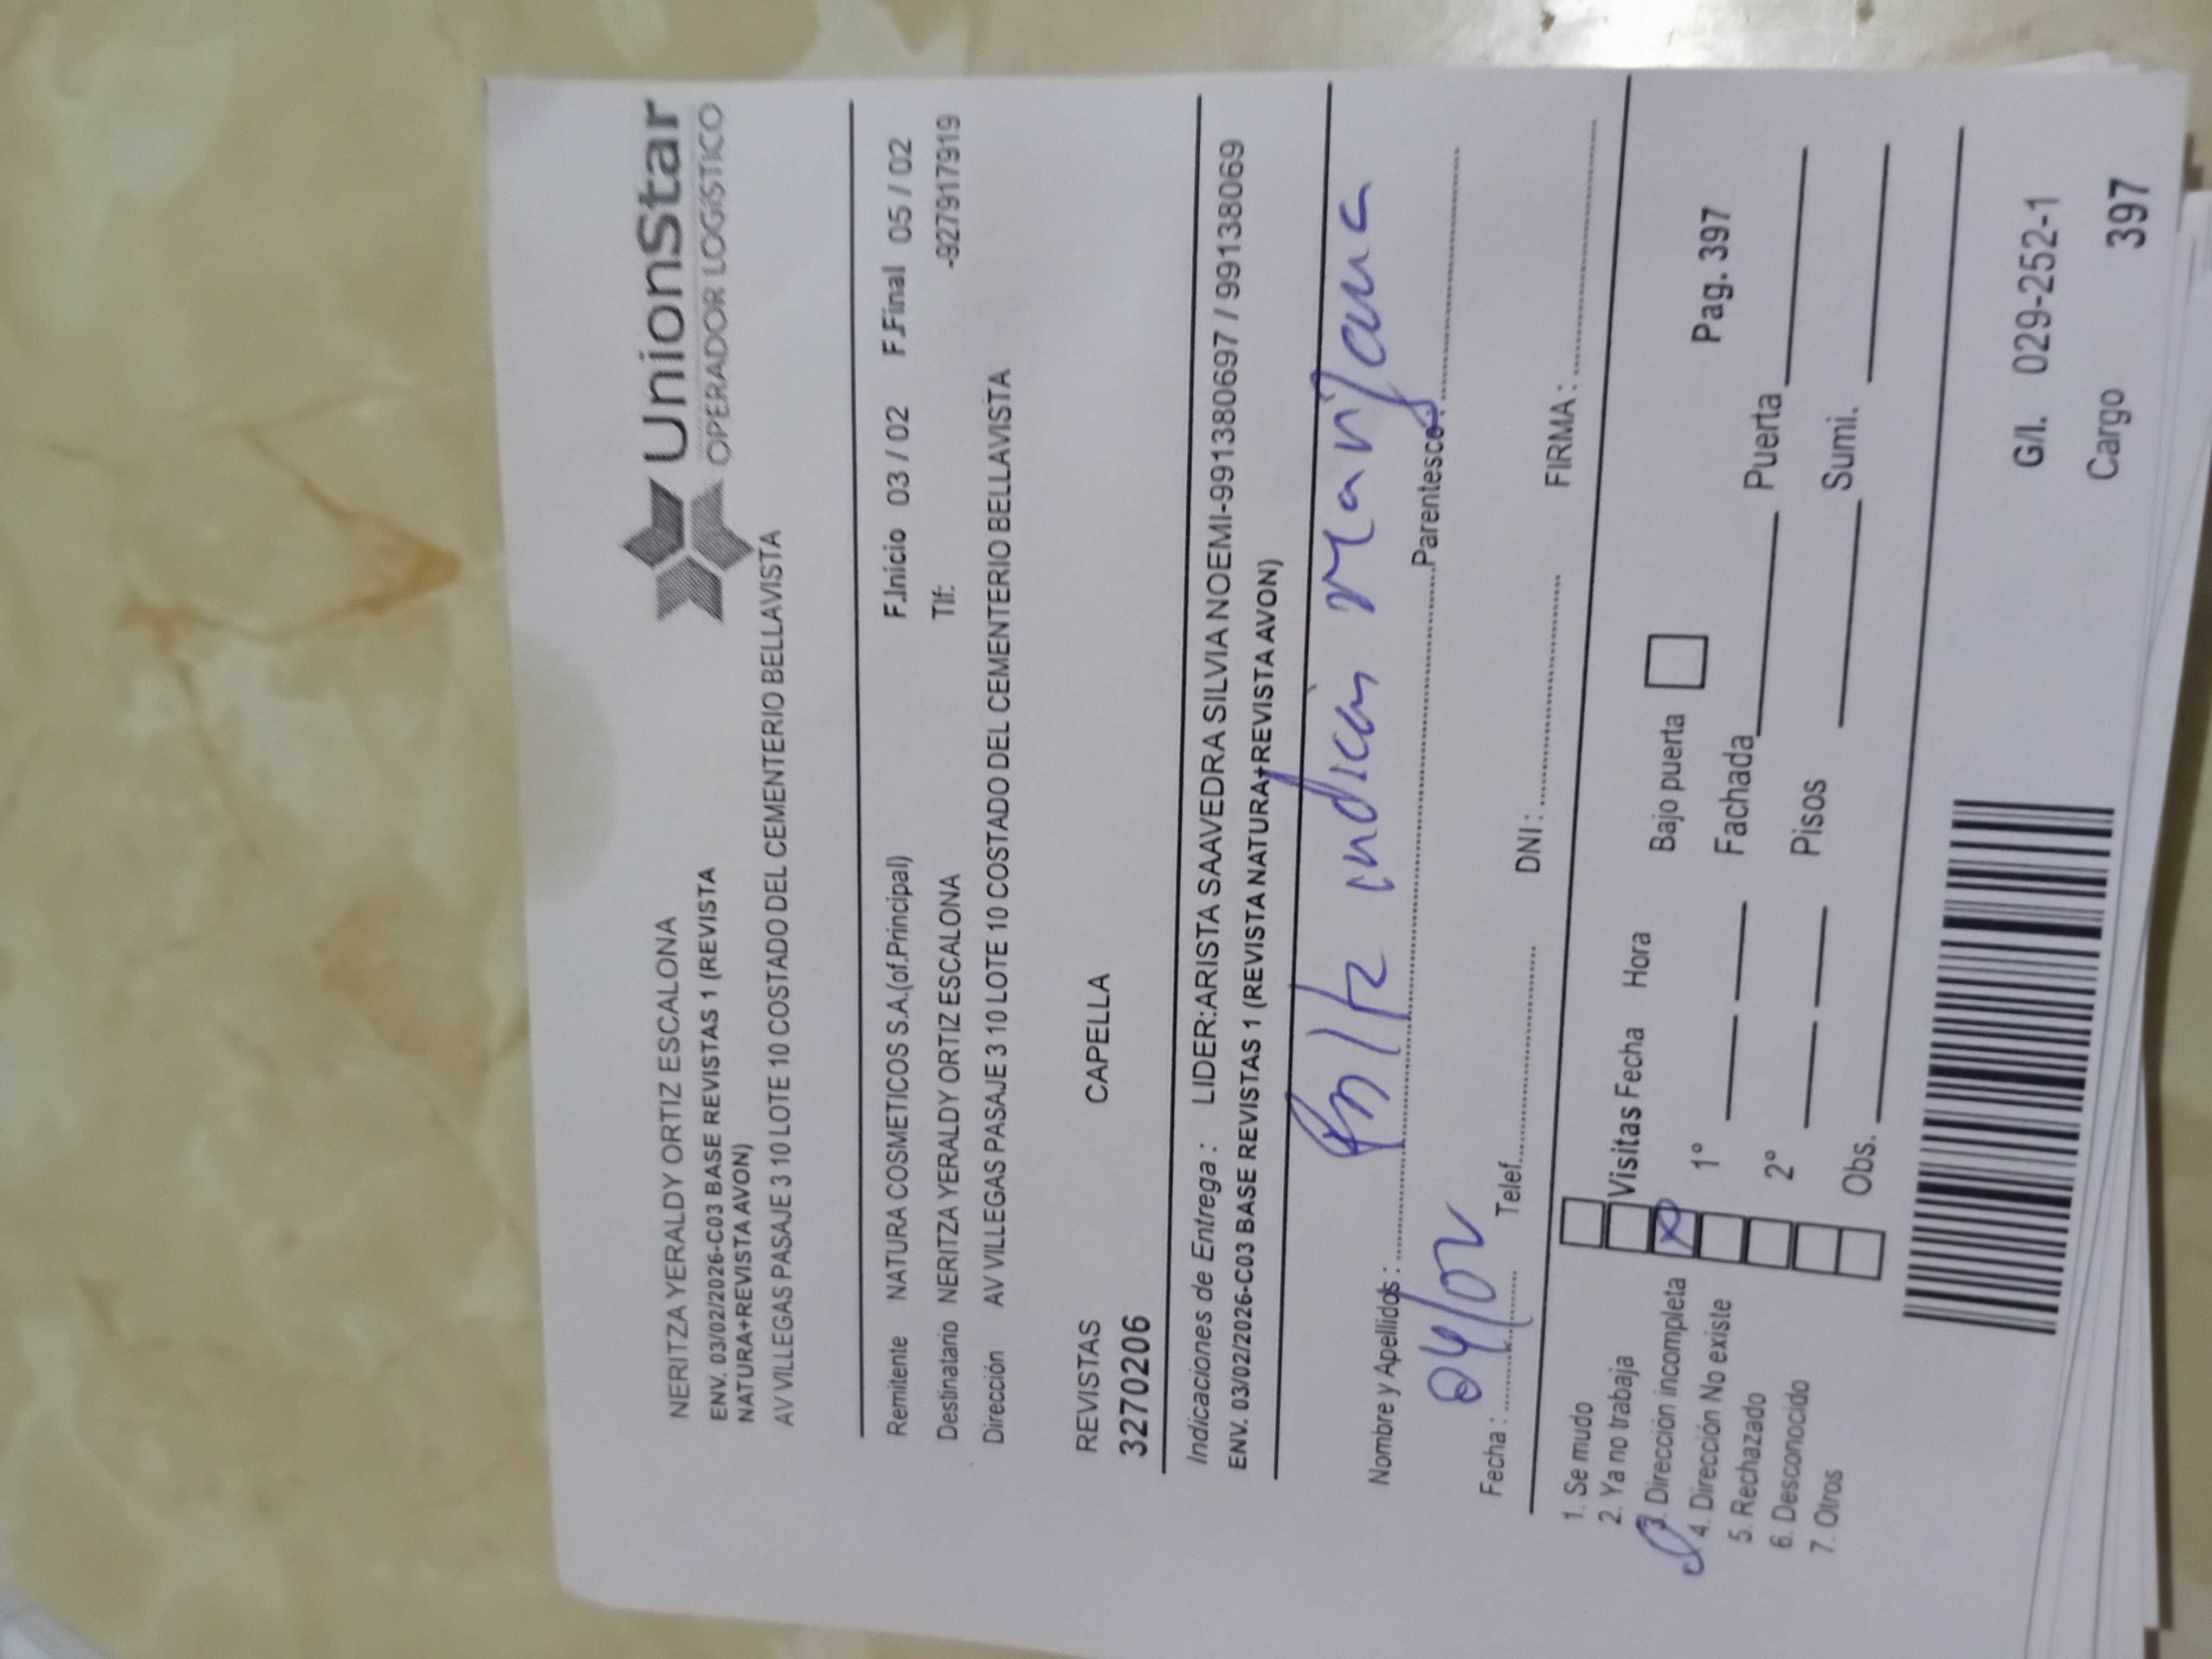 UnionStar
OPERADOR LOGISTICO
NERITZA YERALDY ORTIZ ESCALONA
ENV. 03/02/2026-C03 BASE REVISTAS 1 (REVISTA
NATURA+REVISTA AVON)
AV VILLEGAS PASAJE 3 10 LOTE 10 COSTADO DEL CEMENTERIO BELLAVISTA
Remitente NATURA COSMETICOS S.A.(of.Principal) F.Inicio 03 / 02 F.Final 05 / 02
Destinatario NERITZA YERALDY ORTIZ ESCALONA Tlf: -927917919
Dirección AV VILLEGAS PASAJE 3 10 LOTE 10 COSTADO DEL CEMENTERIO BELLAVISTA
REVISTAS CAPELLA
3270206
Indicaciones de Entrega : LIDER:ARISTA SAAVEDRA SILVIA NOEMI-991380697 / 99138069
ENV. 03/02/2026-C03 BASE REVISTAS 1 (REVISTA NATURA+REVISTA AVON)
indicar manzana
Nombre y Apellidos : Parentesco :
04/02
Fecha : Telef. DNI : FIRMA :
1. Se mudo
2. Ya no trabaja
3. Dirección incompleta
4. Dirección No existe
5. Rechazado
6. Desconocido
7. Otros
Visitas Fecha Hora Bajo puerta Pag. 397
1° Fachada Puerta
2° Pisos Sumi.
Obs.
G/I. 029-252-1
Cargo 397